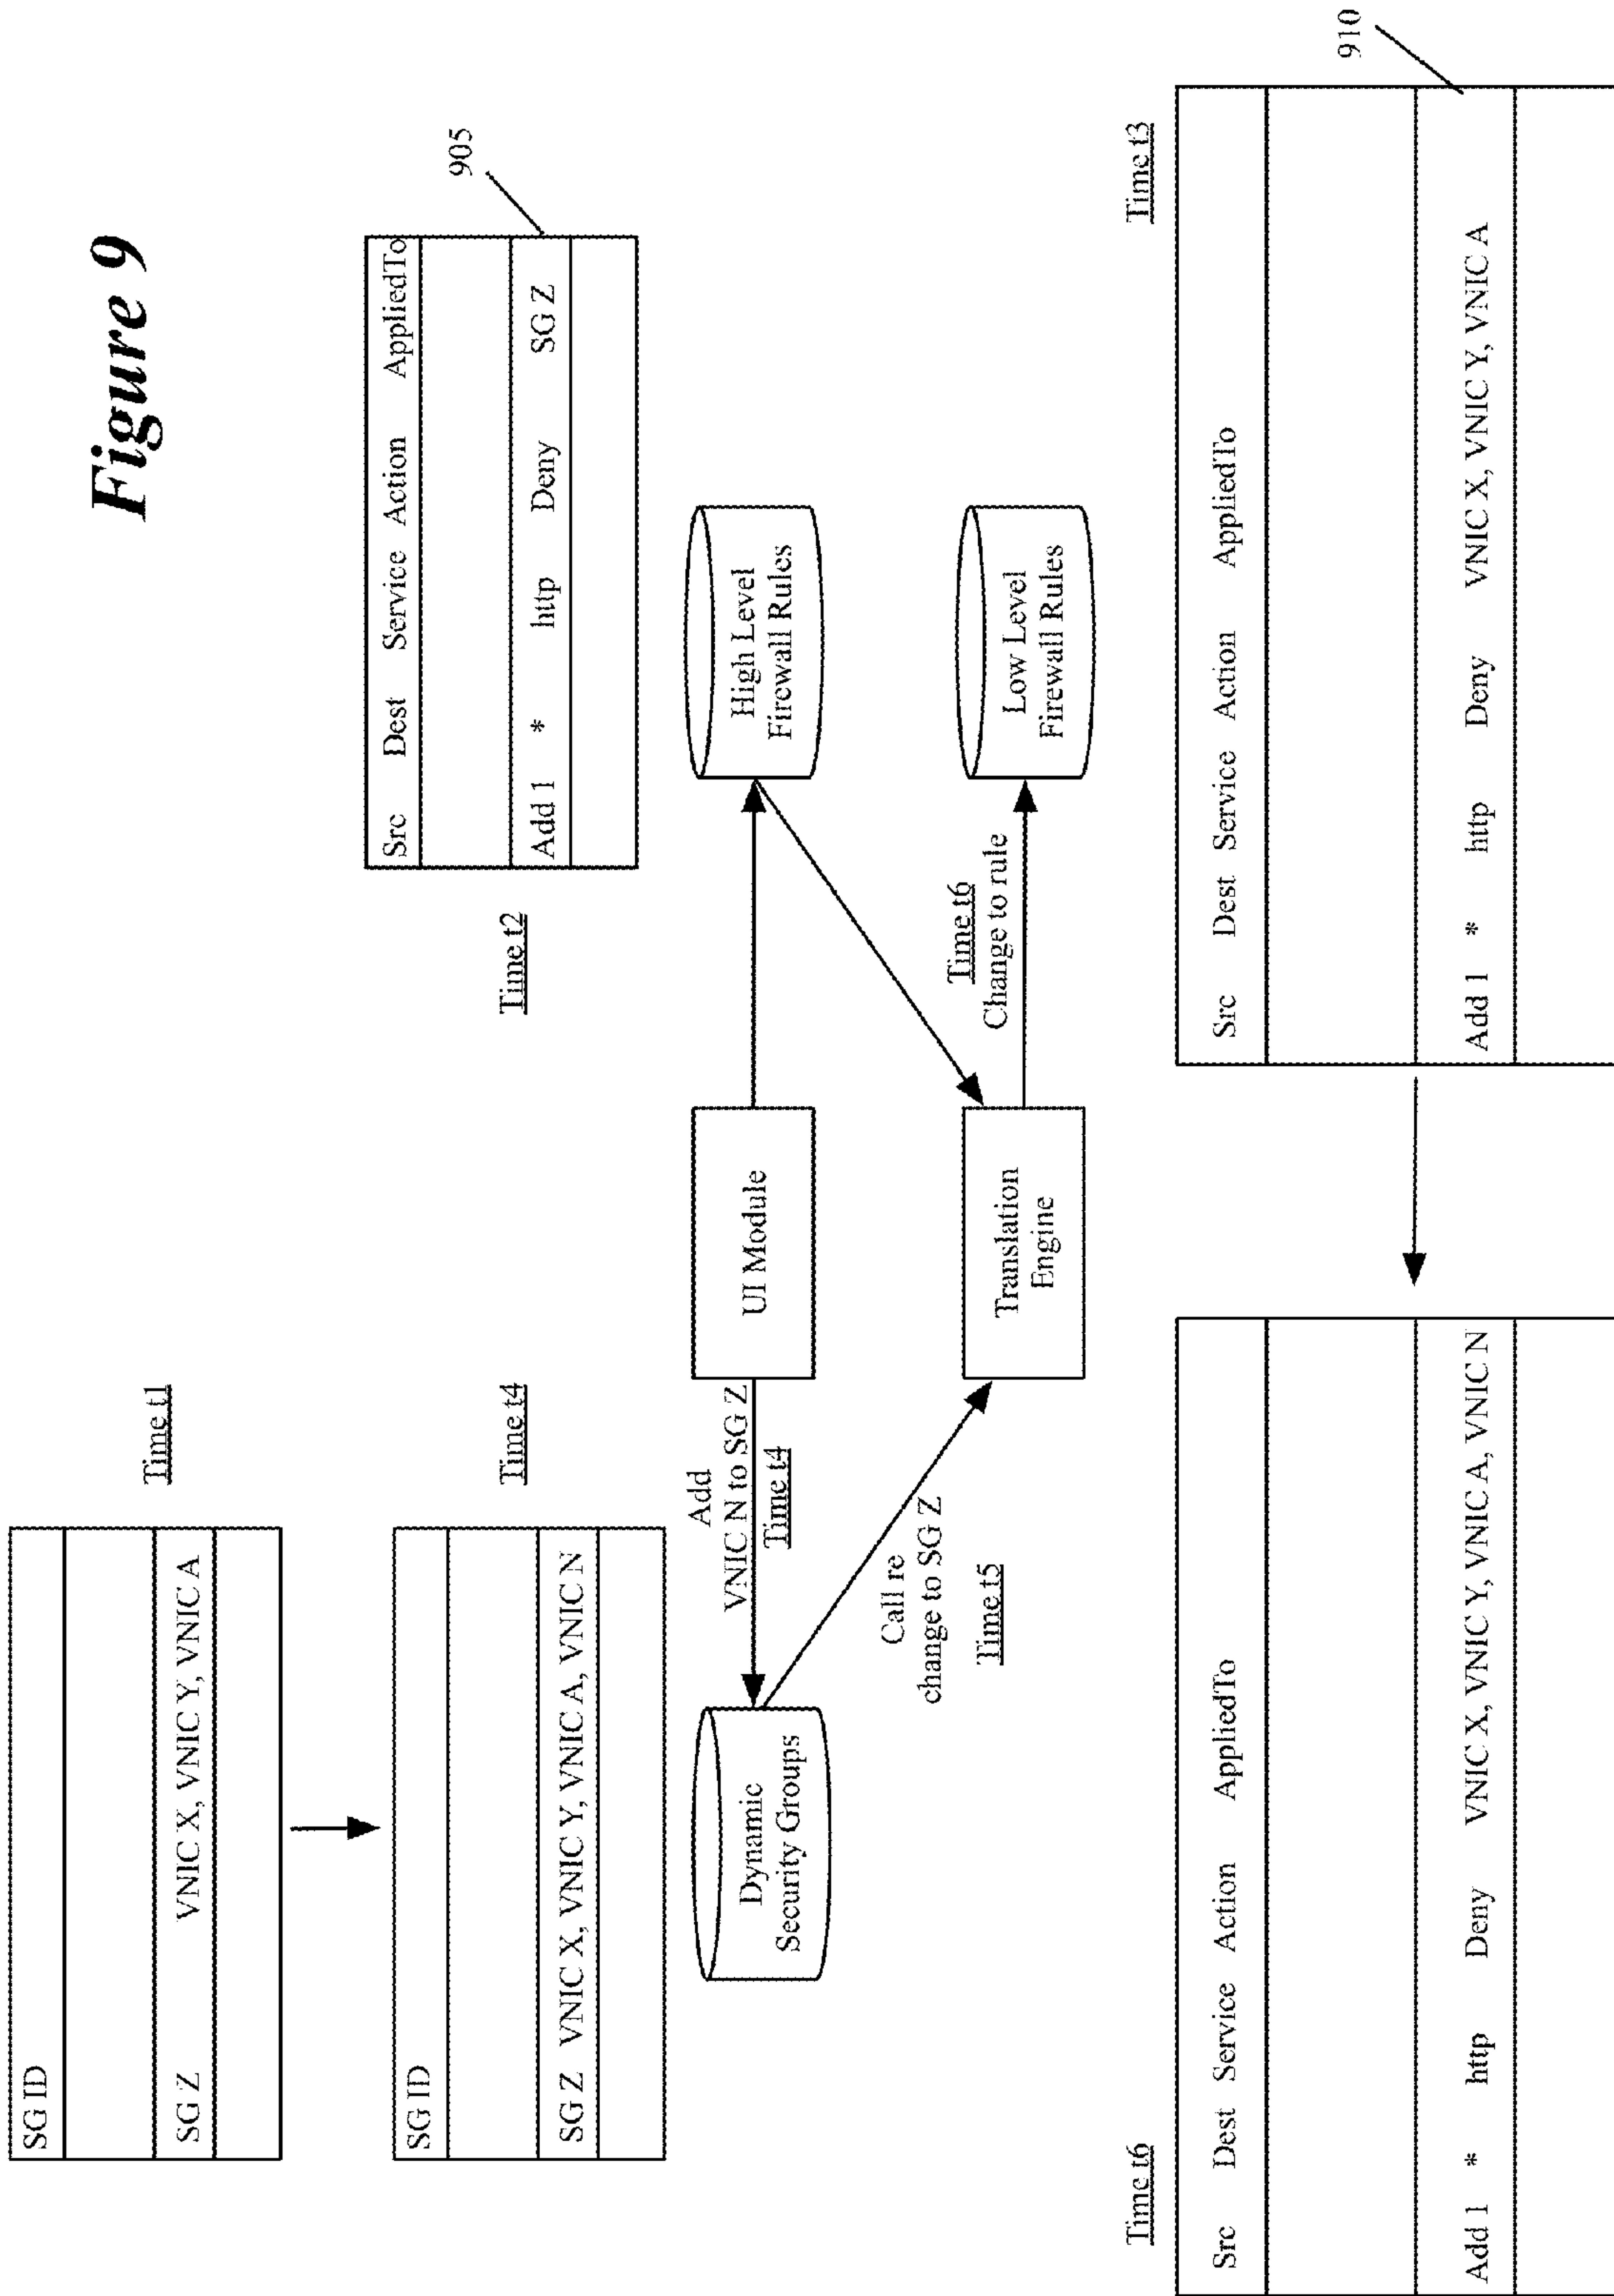 Figure 9
SG ID
SG Z VNIC X, VNIC Y, VNIC A
Time t1
SG ID
SG Z VNIC X, VNIC Y, VNIC A, VNIC N
Time t4
Time t2
Src Dest Service Action AppliedTo
Add 1 * http Deny SG Z
905
Dynamic
Security Groups
Add
VNIC N to SG Z
Time t4
UI Module
High Level
Firewall Rules
Call re
change to SG Z
Time t5
Translation
Engine
Time t6
Change to rule
Low Level
Firewall Rules
Time t6
Src Dest Service Action AppliedTo
Add 1 * http Deny VNIC X, VNIC Y, VNIC A, VNIC N
Time t3
Src Dest Service Action AppliedTo
Add 1 * http Deny VNIC X, VNIC Y, VNIC A
910